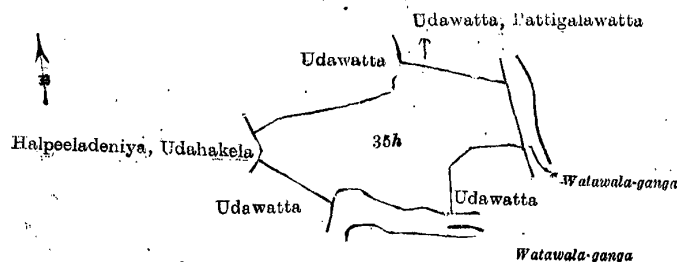 Udawatta, Pattigalawatta
Udawatta
35h
Halpeeladeniya, Udahakela
Watawala-ganga
Udawatta
Udawatta
Watawala-ganga